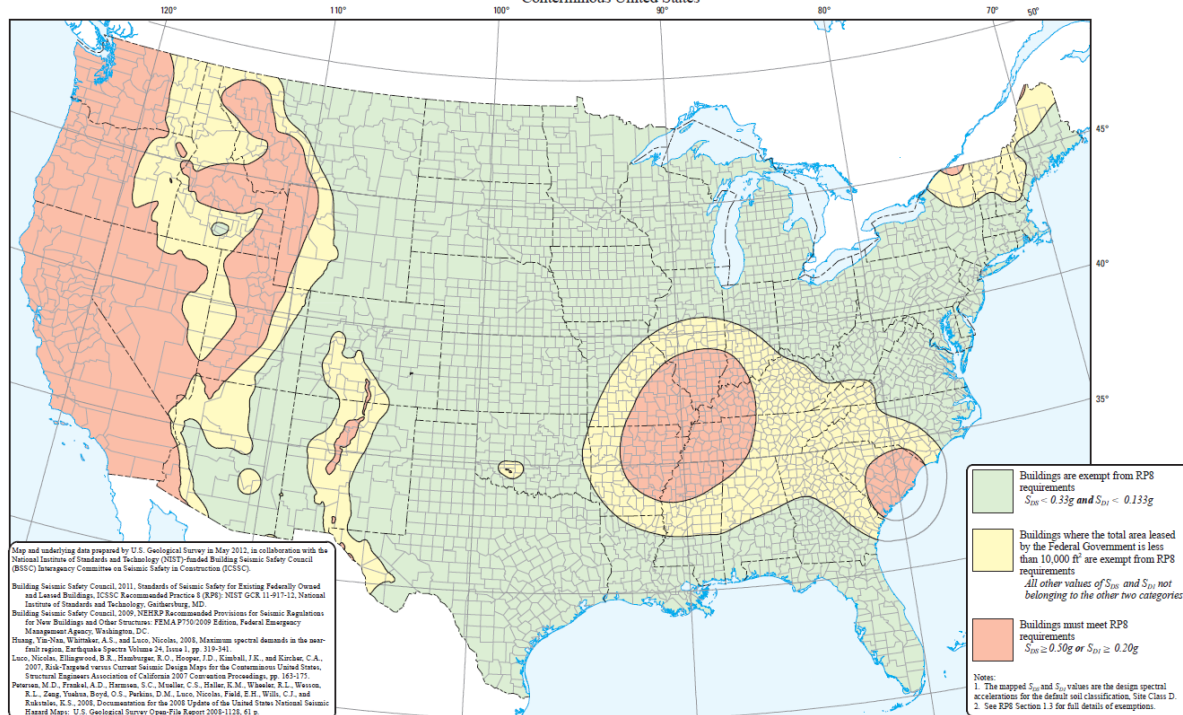 Conterminous United States
120°
110°
100°
90°
80°
70°
50°
45°
40°
35°
Buildings are exempt from RP8
requirements
S_DS < 0.33g and S_D1 < 0.133g
Buildings where the total area leased
by the Federal Government is less
than 10,000 ft² are exempt from RP8
requirements
All other values of S_DS and S_D1 not
belonging to the other two categories
Buildings must meet RP8
requirements
S_DS ≥ 0.50g or S_D1 ≥ 0.20g
Notes:
1. The mapped S_DS and S_D1 values are the design spectral
accelerations for the default soil classification, Site Class D.
2. See RP8 Section 1.3 for full details of exemptions.
Map and underlying data prepared by U.S. Geological Survey in May 2012, in collaboration with the
National Institute of Standards and Technology (NIST)-funded Building Seismic Safety Council
(BSSC) Interagency Committee on Seismic Safety in Construction (ICSSC).
Building Seismic Safety Council, 2011, Standards of Seismic Safety for Existing Federally Owned
and Leased Buildings, ICSSC Recommended Practice 8 (RP8): NIST GCR 11-917-12, National
Institute of Standards and Technology, Gaithersburg, MD.
Building Seismic Safety Council, 2009, NEHRP Recommended Provisions for Seismic Regulations
for New Buildings and Other Structures: FEMA P750/2009 Edition, Federal Emergency
Management Agency, Washington, DC.
Huang, Yin-Nan, Whittaker, A.S., and Luco, Nicolas, 2008, Maximum spectral demands in the near-
fault region, Earthquake Spectra Volume 24, Issue 1, pp. 319-341.
Luco, Nicolas, Ellingwood, B.R., Hamburger, R.O., Hooper, J.D., Kimball, J.K., and Kircher, C.A.,
2007, Risk-Targeted versus Current Seismic Design Maps for the Conterminous United States,
Structural Engineers Association of California 2007 Convention Proceedings, pp. 163-175.
Petersen, M.D., Frankel, A.D., Harmsen, S.C., Mueller, C.S., Haller, K.M., Wheeler, R.L., Wesson,
R.L., Zeng, Yuehua, Boyd, O.S., Perkins, D.M., Luco, Nicolas, Field, E.H., Wills, C.J., and
Rukstales, K.S., 2008, Documentation for the 2008 Update of the United States National Seismic
Hazard Maps: U.S. Geological Survey Open-File Report 2008-1128, 61 p.